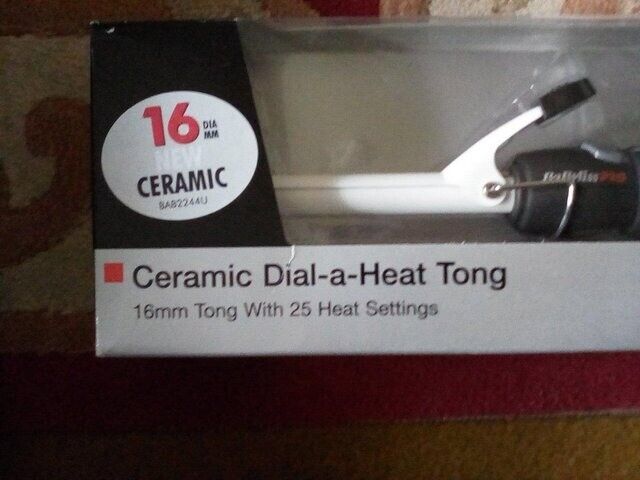 16 DIA
MM
NEW
CERAMIC
BAB2244U
BaByliss PRO
Ceramic Dial-a-Heat Tong
16mm Tong With 25 Heat Settings